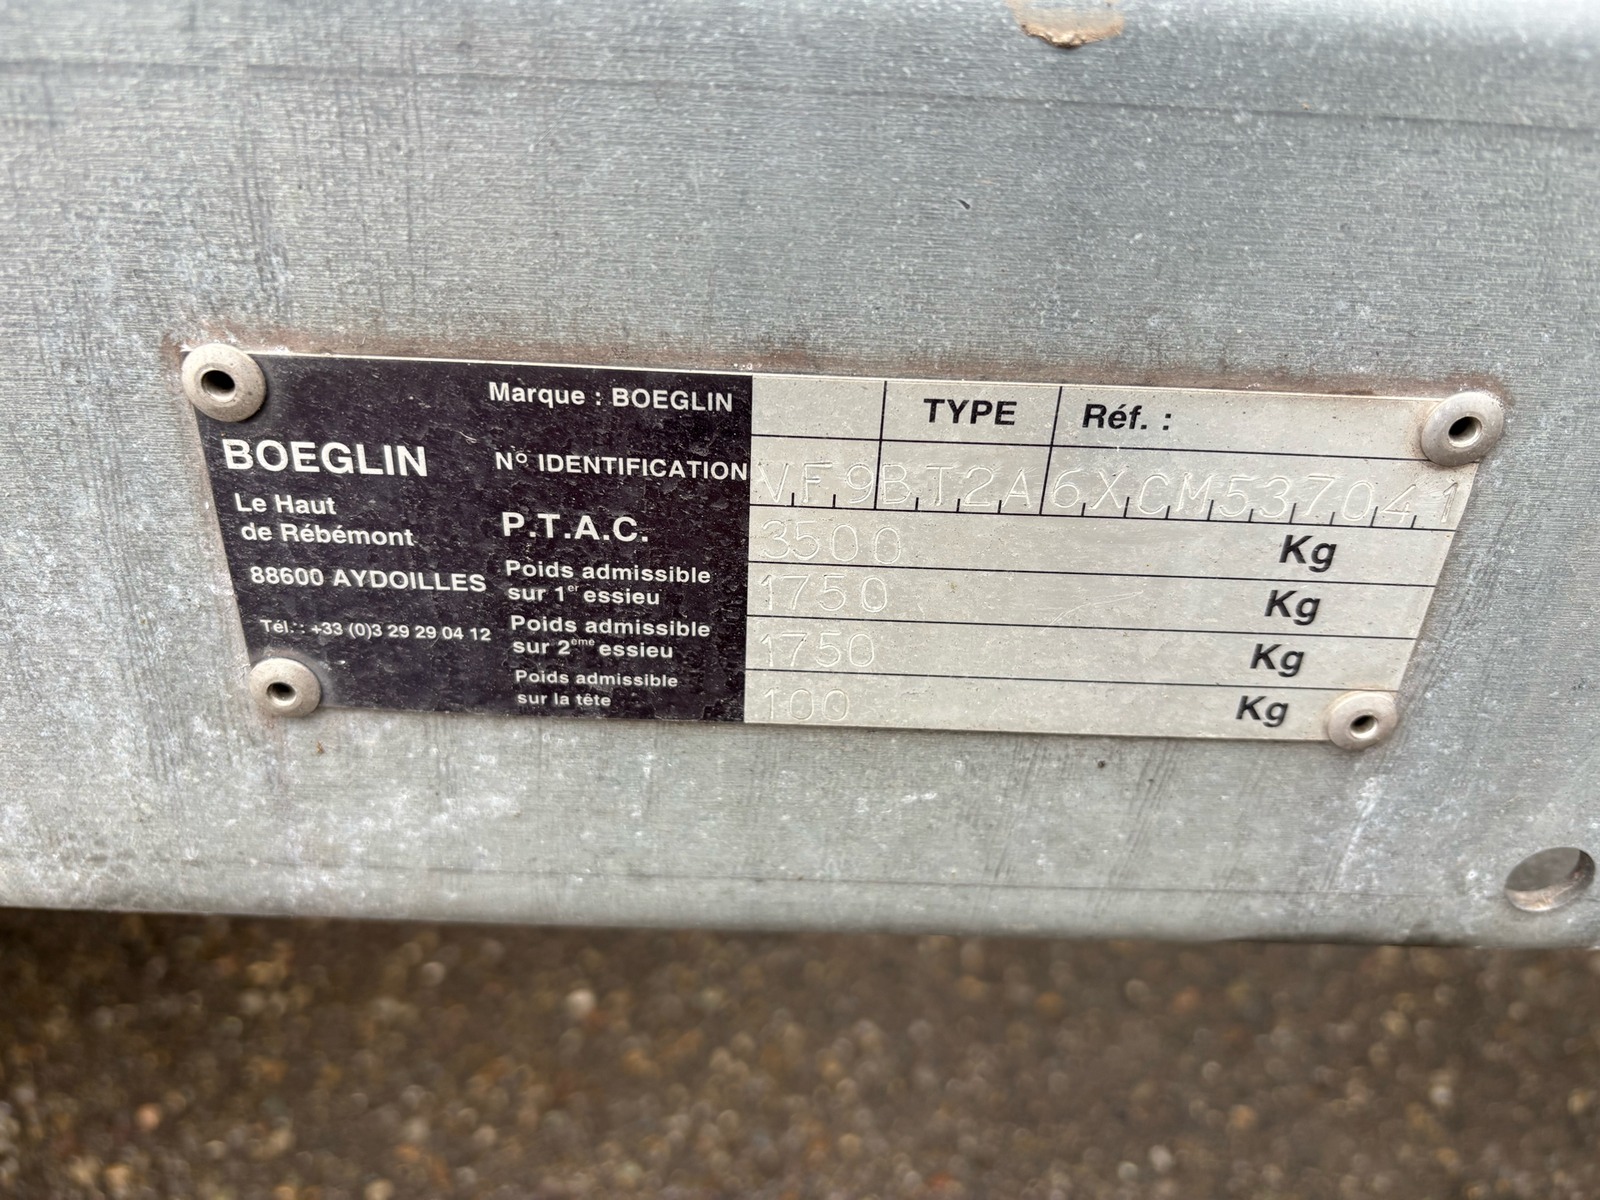 Marque : BOEGLIN
TYPE
Réf. :
BOEGLIN
N° IDENTIFICATION
VF9BT2A6XCM537041
Le Haut
de Rébémont
P.T.A.C.
3500 Kg
88600 AYDOILLES
Poids admissible
sur 1er essieu
1750 Kg
Tél. : +33 (0)3 29 29 04 12
Poids admissible
sur 2ème essieu
1750 Kg
Poids admissible
sur la tête
100 Kg